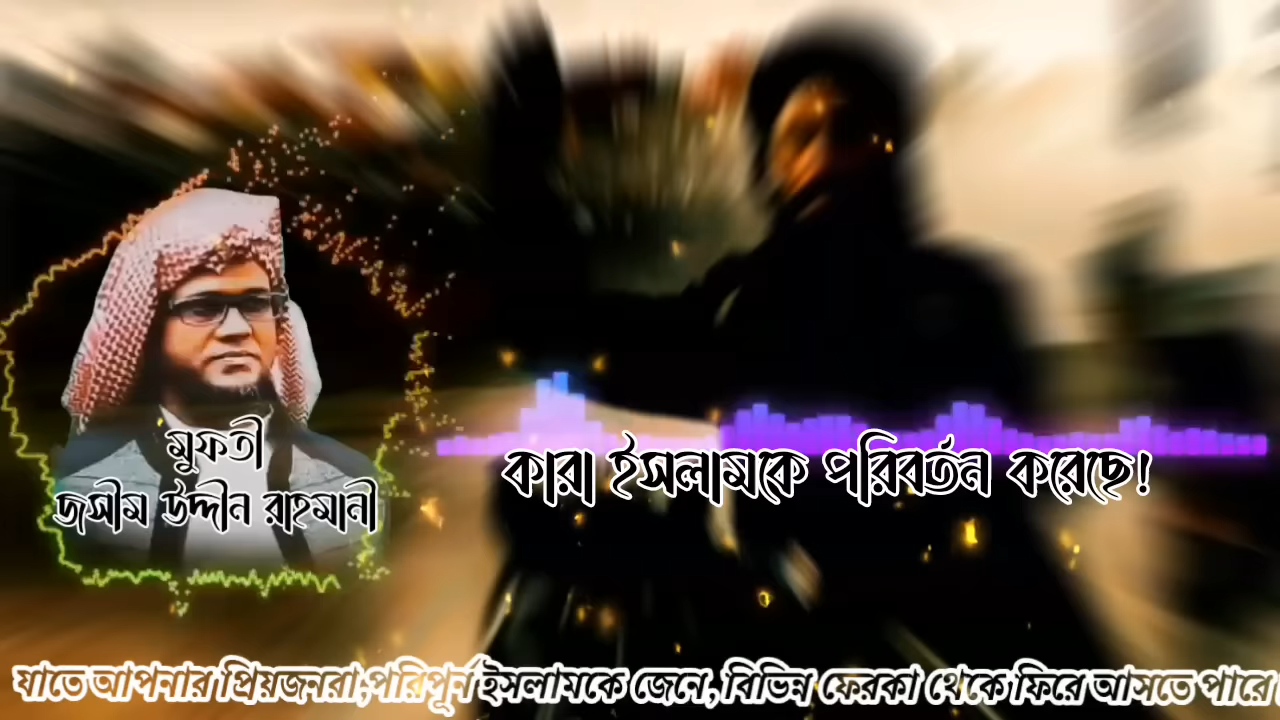 মুফতী
জসীম উদ্দীন রাহমানী
কারা ইসলামকে পরিবর্তন করেছে!
যাতে আপনার প্রিয়জনরা,পরিপূর্ন ইসলামকে জেনে, বিভিন্ন ফেরকা থেকে ফিরে আসতে পারে